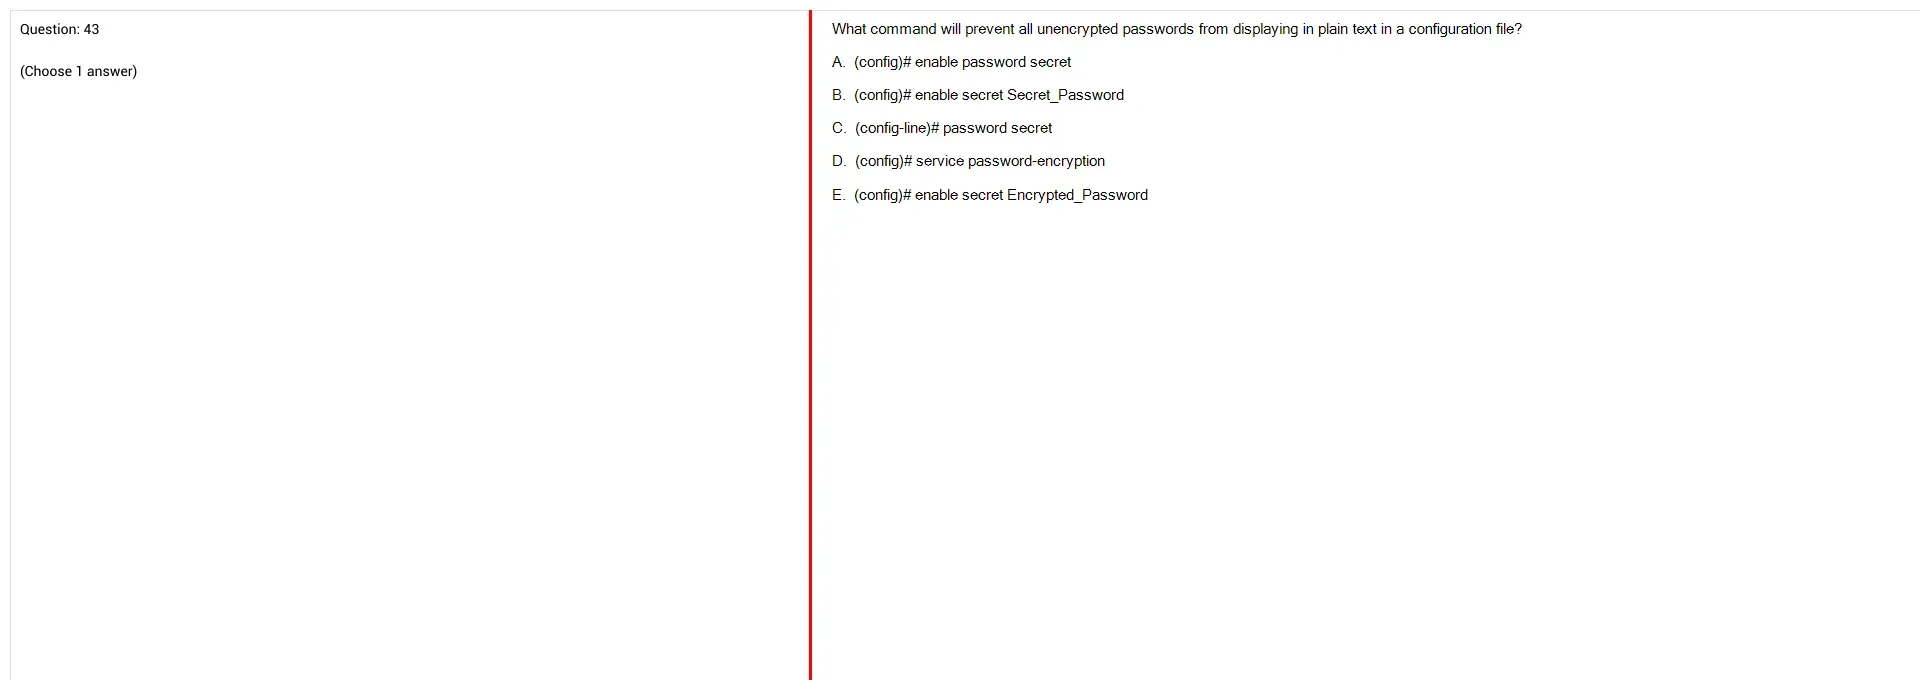 Question: 43
(Choose 1 answer)
What command will prevent all unencrypted passwords from displaying in plain text in a configuration file?
A. (config)# enable password secret
B. (config)# enable secret Secret_Password
C. (config-line)# password secret
D. (config)# service password-encryption
E. (config)# enable secret Encrypted_Password